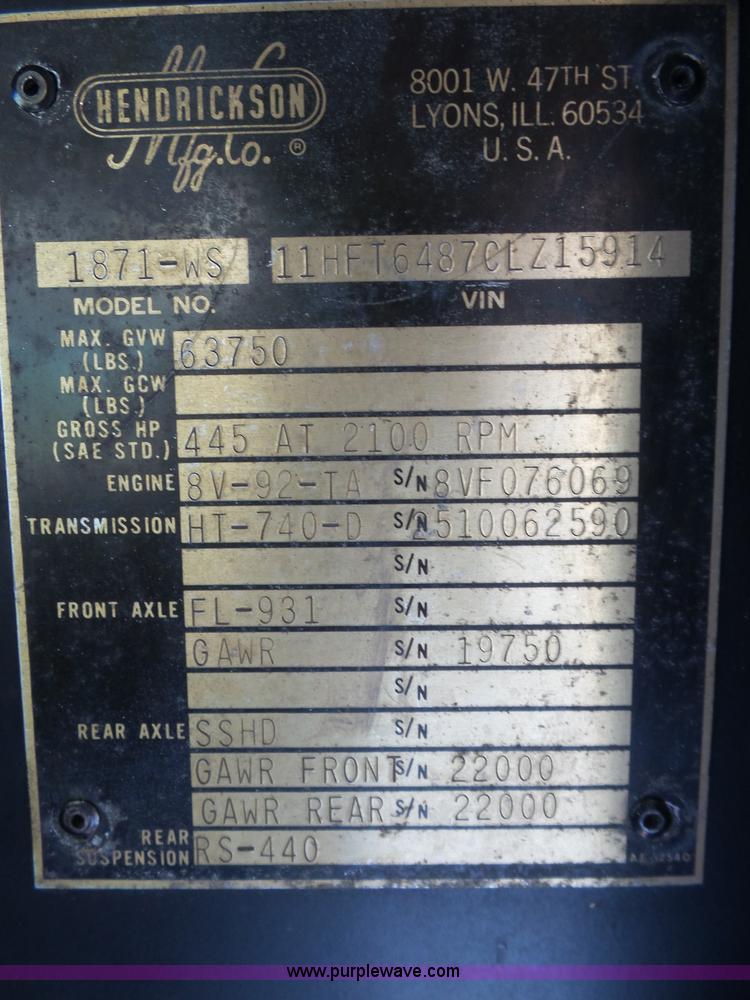 HENDRICKSON
Mfg. Co. ®
8001 W. 47TH ST.
LYONS, ILL. 60534
U. S. A.
1871-WS 11HFT6487CLZ15914
MODEL NO. VIN
MAX. GVW (LBS.) 63750
MAX. GCW (LBS.)
GROSS HP (SAE STD.) 445 AT 2100 RPM
ENGINE 8V-92-TA S/N 8VF076069
TRANSMISSION HT-740-D S/N 2510062590
S/N
FRONT AXLE FL-931 S/N
GAWR S/N 19750
S/N
REAR AXLE SSHD S/N
GAWR FRONT S/N 22000
GAWR REAR S/N 22000
REAR SUSPENSION RS-440
www.purplewave.com